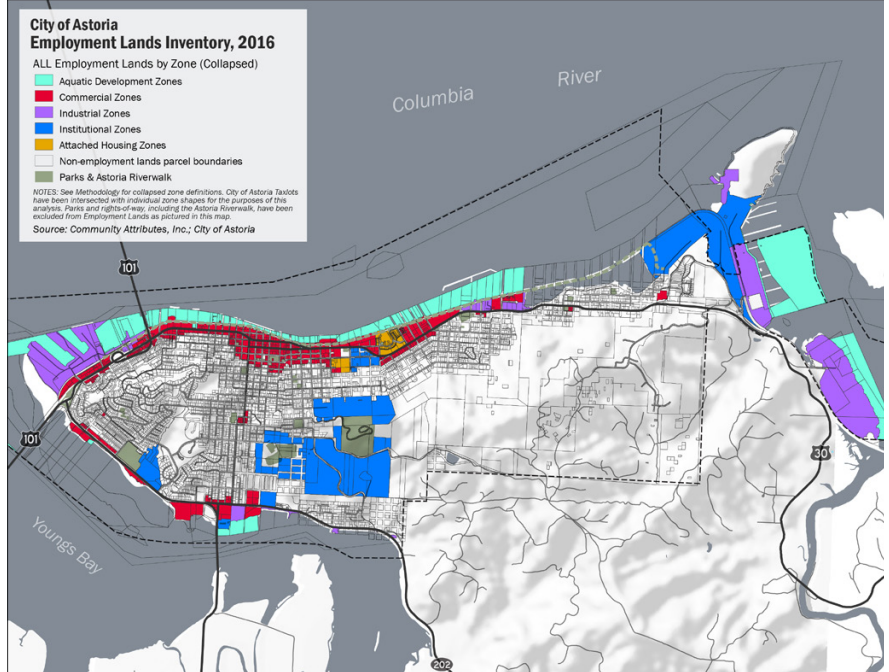 City of Astoria
Employment Lands Inventory, 2016
ALL Employment Lands by Zone (Collapsed)
Aquatic Development Zones
Commercial Zones
Industrial Zones
Institutional Zones
Attached Housing Zones
Non-employment lands parcel boundaries
Parks & Astoria Riverwalk
NOTES: See Methodology for collapsed zone definitions. City of Astoria Taxlots
have been intersected with individual zone shapes for the purposes of this
analysis. Parks and rights-of-way, including the Astoria Riverwalk, have been
excluded from Employment Lands as pictured in this map.
Source: Community Attributes, Inc.; City of Astoria
Columbia River
101
101
30
Youngs Bay
202